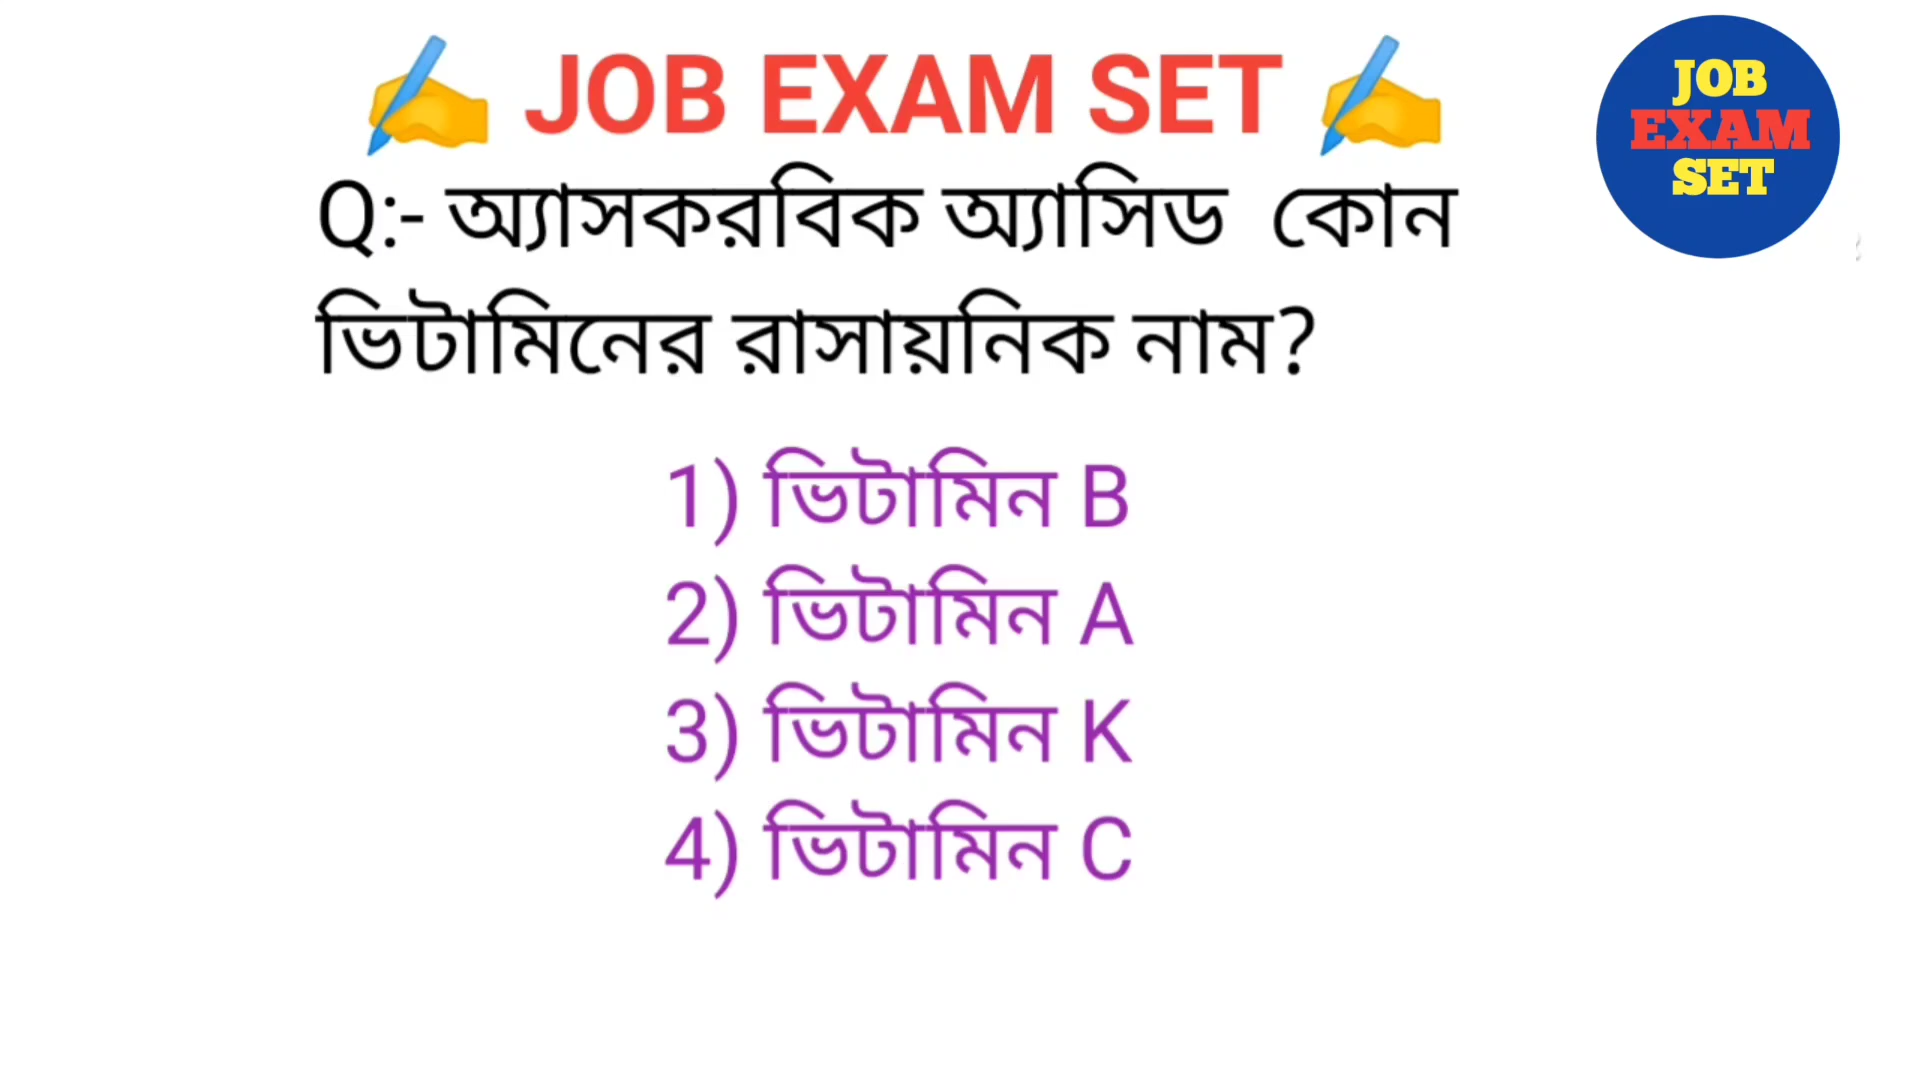 ✍️ JOB EXAM SET ✍️
JOB
EXAM
SET
Q:- অ্যাসকরবিক অ্যাসিড কোন
ভিটামিনের রাসায়নিক নাম?
1) ভিটামিন B
2) ভিটামিন A
3) ভিটামিন K
4) ভিটামিন C